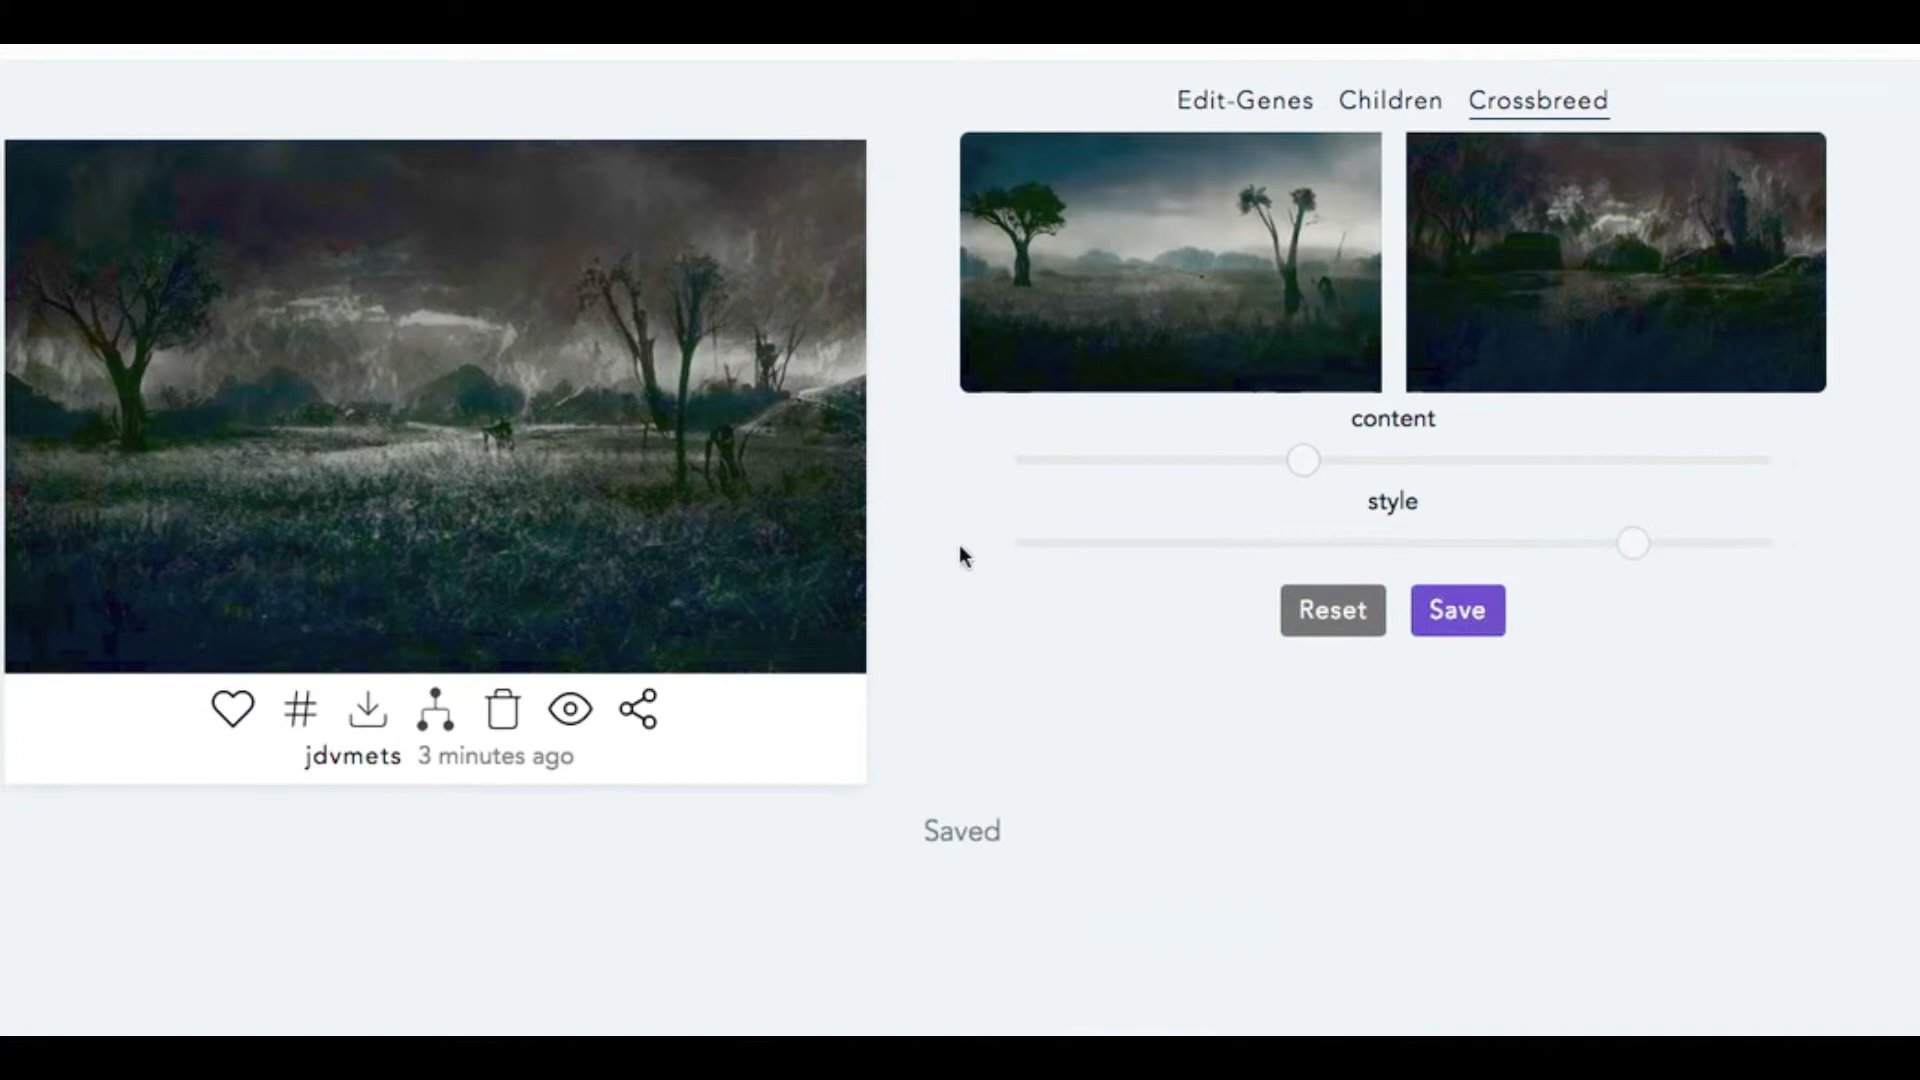 Edit-Genes Children Crossbreed
content
style
Reset Save
jdvmets 3 minutes ago
Saved